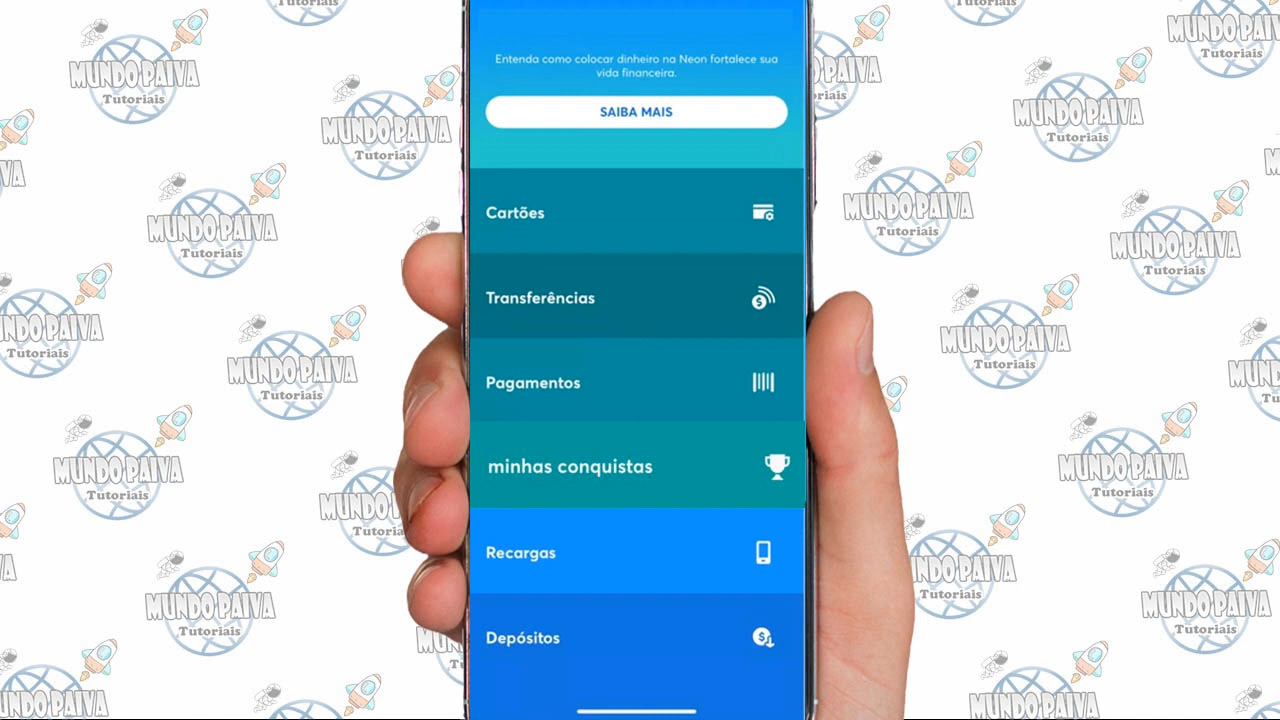 Entenda como colocar dinheiro na Neon fortalece sua
vida financeira.
SAIBA MAIS
Cartões
Transferências
Pagamentos
minhas conquistas
Recargas
Depósitos
MUNDO PAIVA
Tutoriais